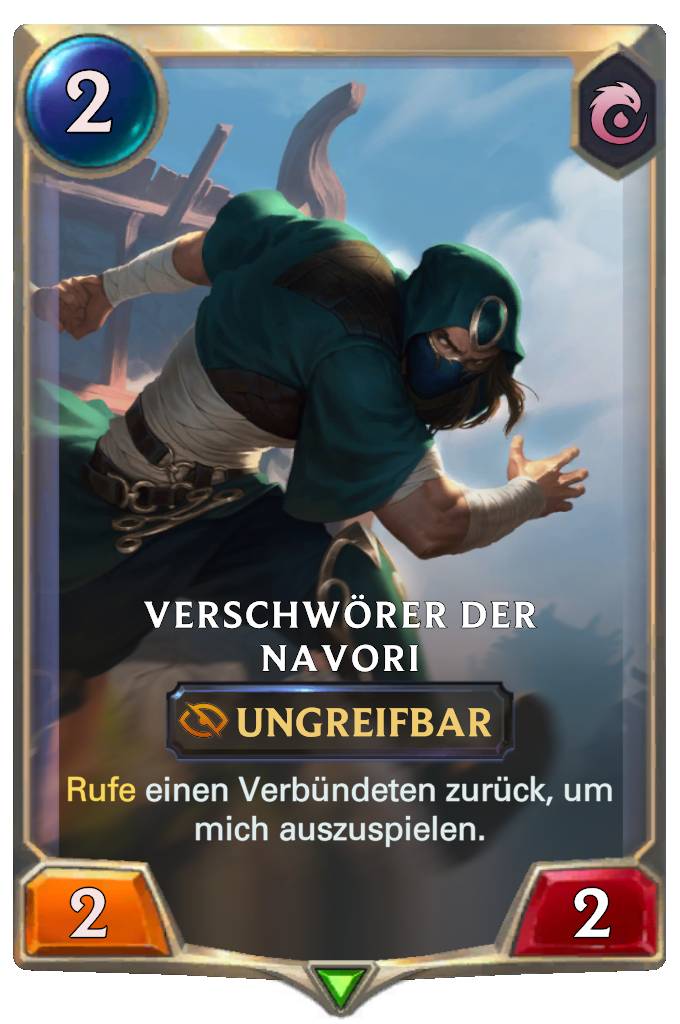 2
VERSCHWÖRER DER
NAVORI
UNGREIFBAR
Rufe einen Verbündeten zurück, um
mich auszuspielen.
2
2